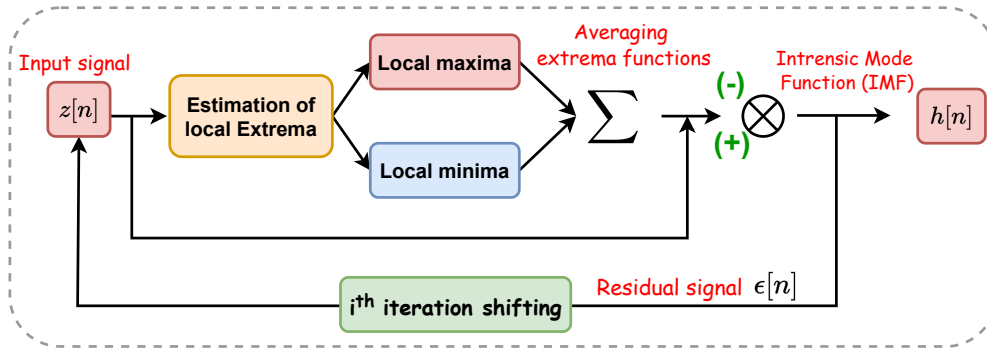 Input signal
z[n]
Estimation of
local Extrema
Local maxima
Local minima
Averaging
extrema functions
∑
(-)
(+)
⊗
Intrensic Mode
Function (IMF)
h[n]
i^th iteration shifting
Residual signal ϵ[n]